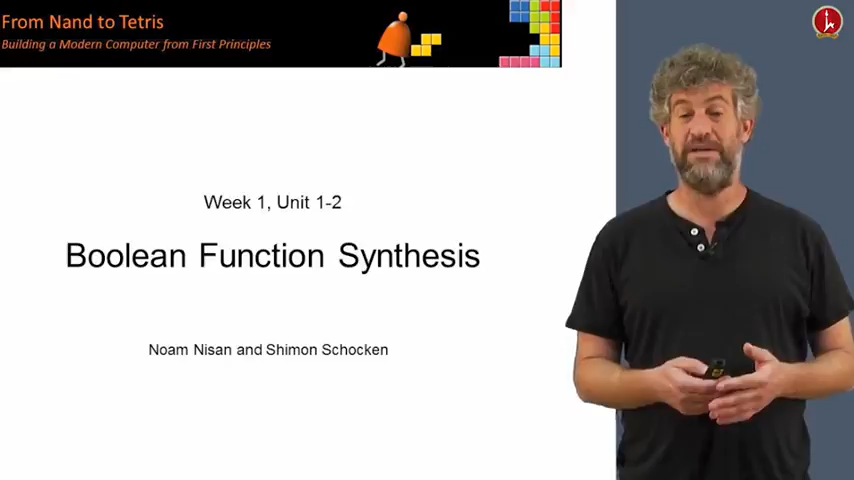 From Nand to Tetris
Building a Modern Computer from First Principles
Week 1, Unit 1-2
Boolean Function Synthesis
Noam Nisan and Shimon Schocken